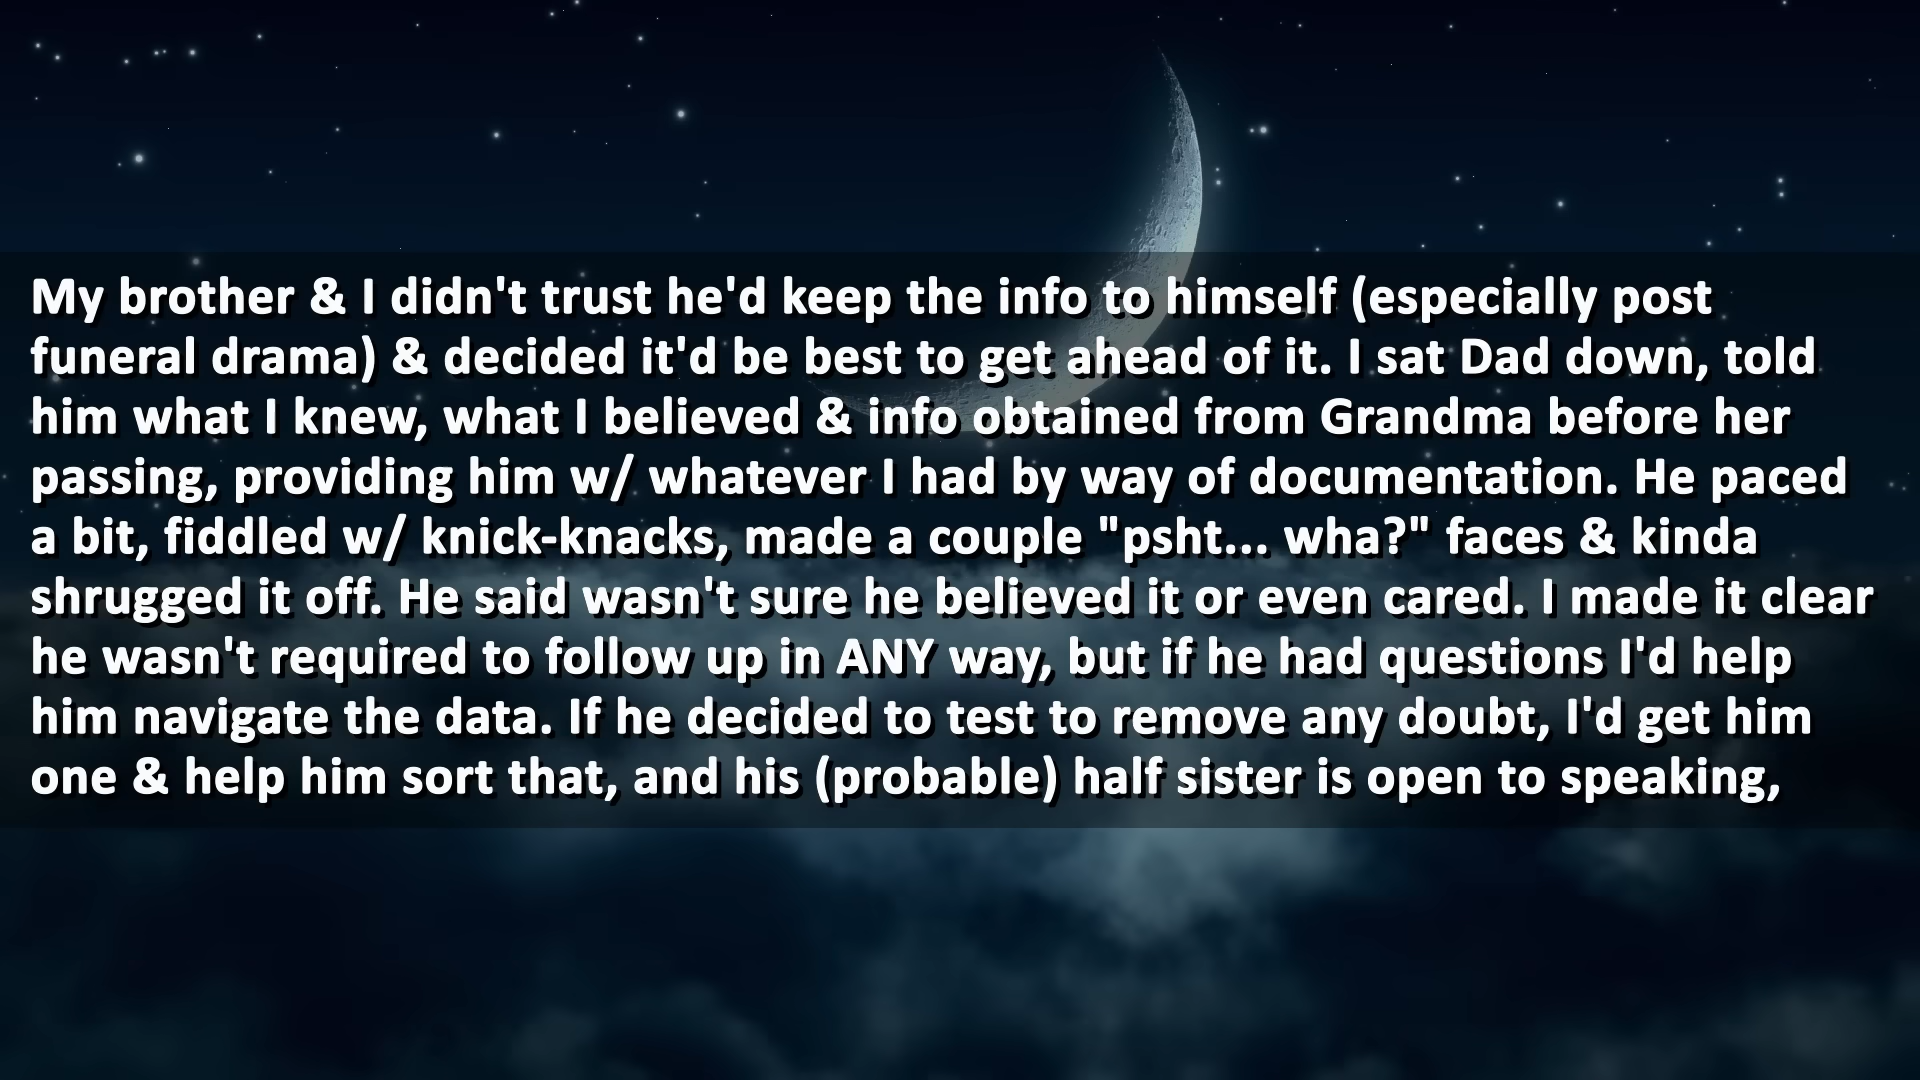 My brother & I didn't trust he'd keep the info to himself (especially post
funeral drama) & decided it'd be best to get ahead of it. I sat Dad down, told
him what I knew, what I believed & info obtained from Grandma before her
passing, providing him w/ whatever I had by way of documentation. He paced
a bit, fiddled w/ knick-knacks, made a couple "psht... wha?" faces & kinda
shrugged it off. He said wasn't sure he believed it or even cared. I made it clear
he wasn't required to follow up in ANY way, but if he had questions I'd help
him navigate the data. If he decided to test to remove any doubt, I'd get him
one & help him sort that, and his (probable) half sister is open to speaking,